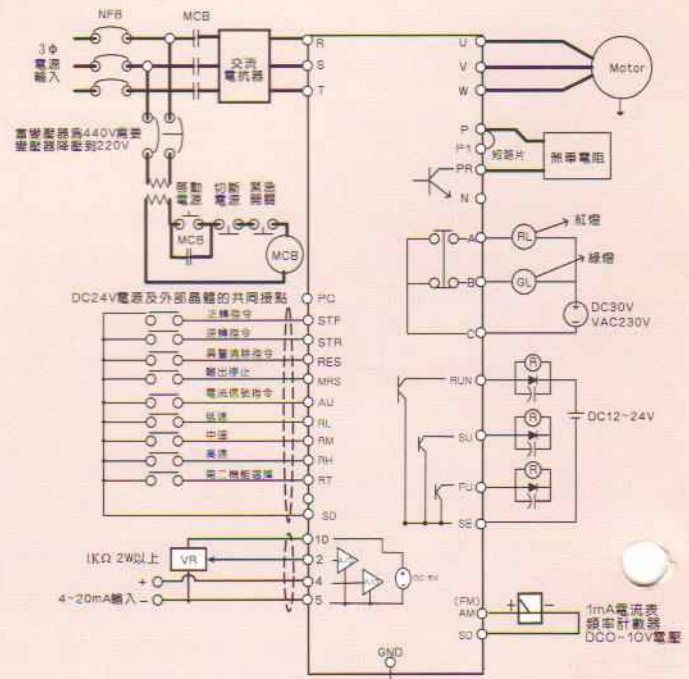 NFB
MCB
3Φ
電源
輸入
R
S
T
交流
電抗器
U
V
W
Motor
當變壓器為440V需要
變壓器降壓到220V
啟動
電源
切斷
電源
緊急
開關
MCB
MCB
P
P1
PR
N
短路片
煞車電阻
A
B
C
RL
GL
紅燈
綠燈
DC30V
VAC230V
DC24V電源及外部晶體的共同接點
PC
正轉指令
STF
逆轉指令
STR
異警清除指令
RES
輸出停止
MRS
電流信號指令
AU
低速
RL
中速
RM
高速
RH
第二機能選擇
RT
SD
RUN
SU
FU
SE
R
R
R
DC12~24V
1KΩ 2W以上
VR
10
2
4
5
+
4~20mA輸入 -
DC 5V
(FM)
AM
SD
+ -
1mA電流表
頻率計數器
DC0~10V電壓
GND